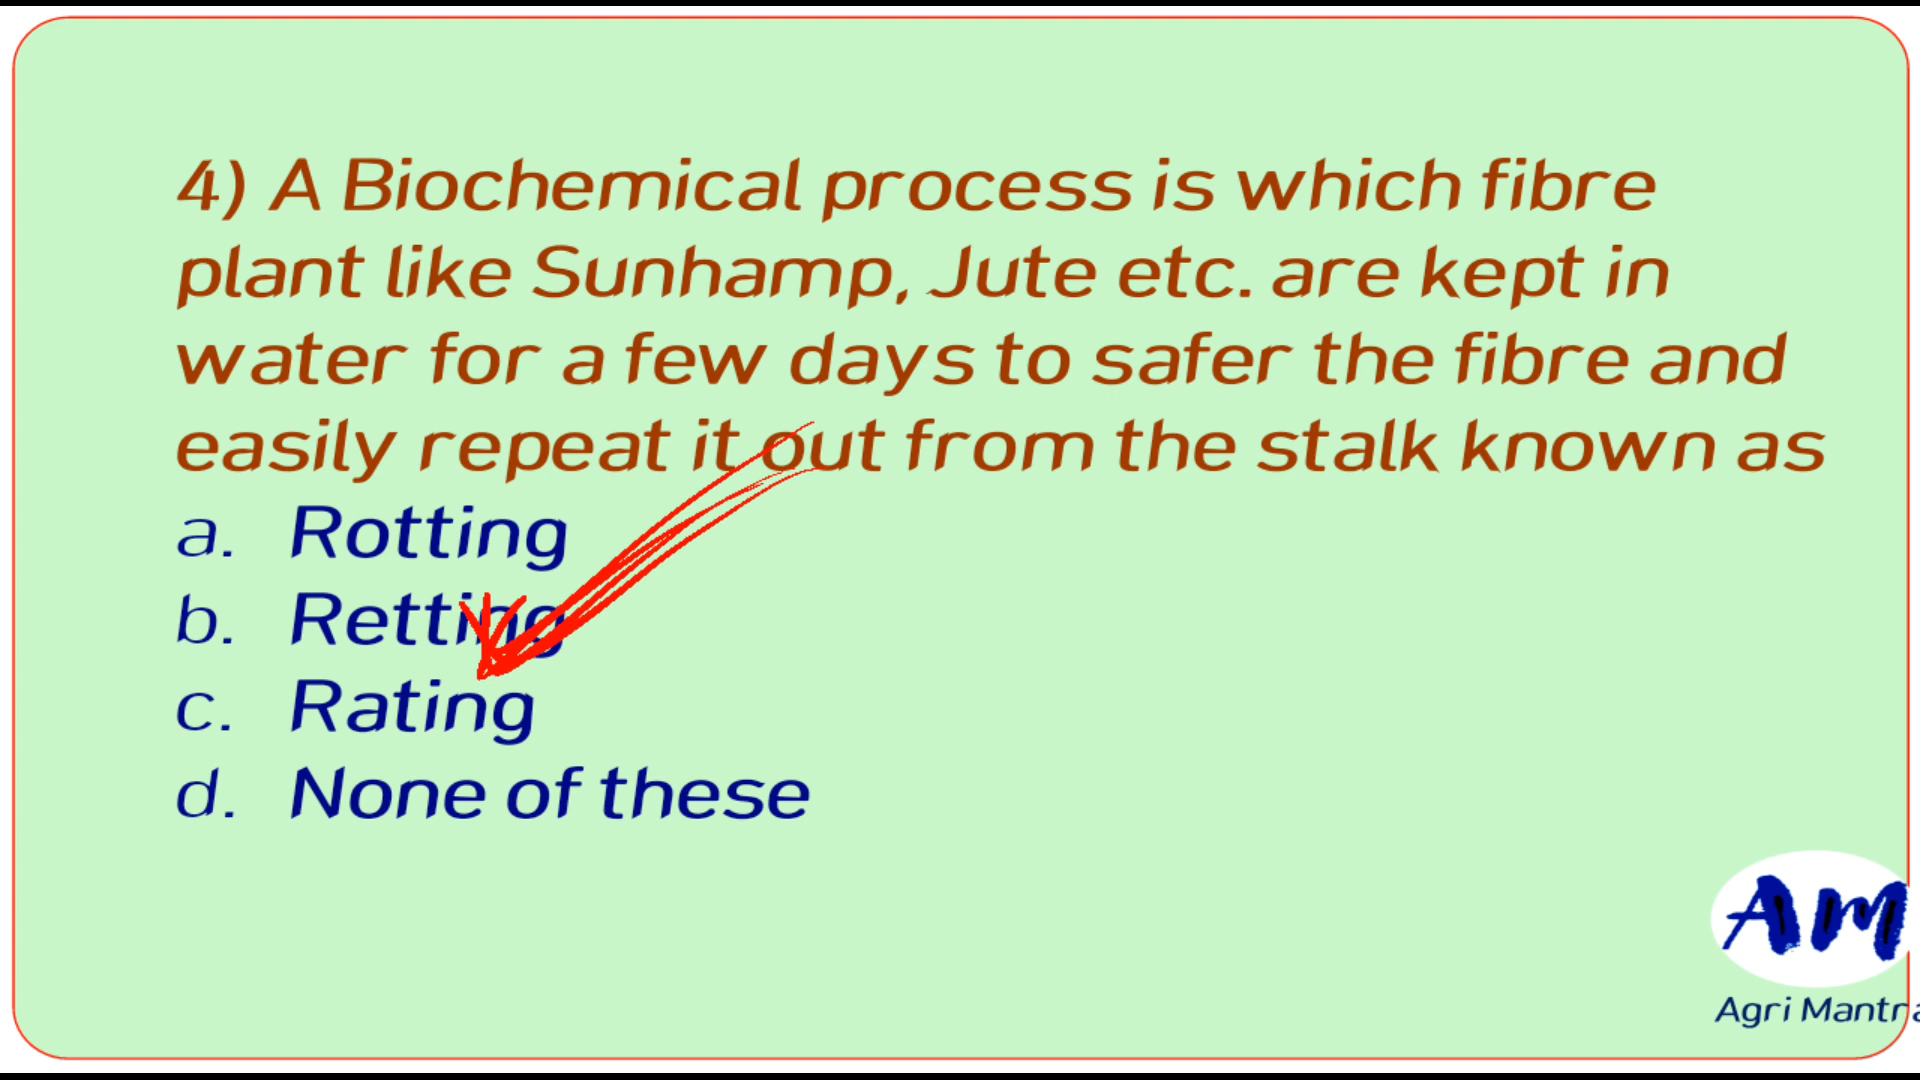 4) A Biochemical process is which fibre
plant like Sunhamp, Jute etc. are kept in
water for a few days to safer the fibre and
easily repeat it out from the stalk known as
a. Rotting
b. Retting
c. Rating
d. None of these
AM
Agri Mantra